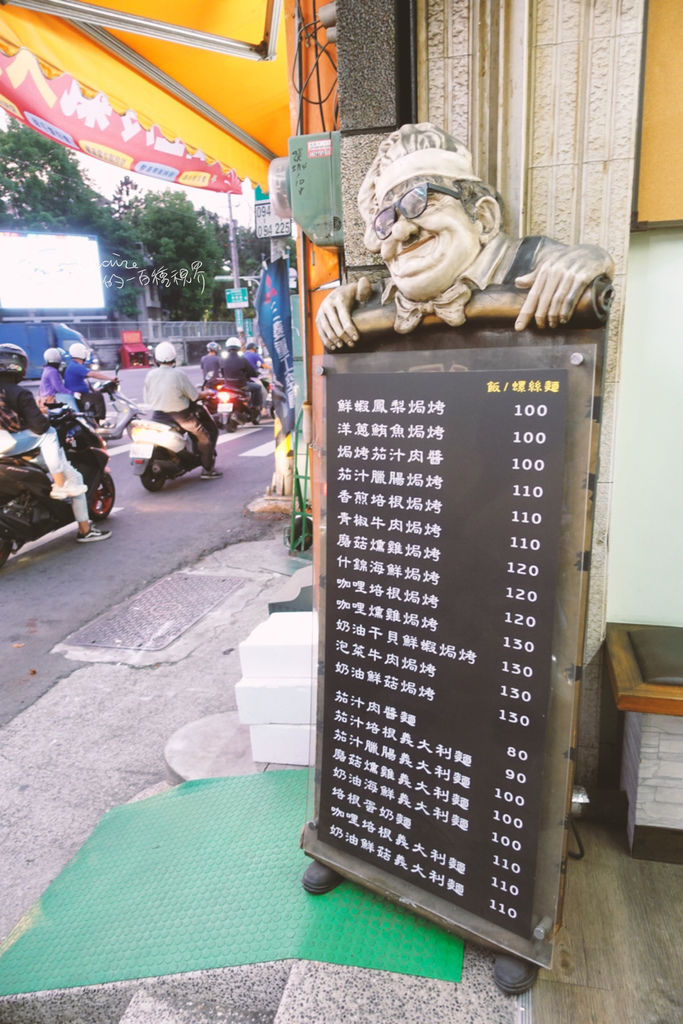 飯/螺絲麵
鮮蝦鳳梨焗烤 100
洋蔥鮪魚焗烤 100
焗烤茄汁肉醬 100
茄汁臘腸焗烤 110
香煎培根焗烤 110
青椒牛肉焗烤 110
磨菇燻雞焗烤 120
什錦海鮮焗烤 120
咖哩培根焗烤 120
咖哩燻雞焗烤 130
奶油干貝鮮蝦焗烤 130
泡菜牛肉焗烤 130
奶油鮮菇焗烤 130
茄汁肉醬麵 80
茄汁培根義大利麵 90
茄汁臘腸義大利麵 100
磨菇燻雞義大利麵 100
奶油海鮮義大利麵 100
培根蛋奶麵 110
咖哩培根義大利麵 110
奶油鮮菇義大利麵 110
的一百種視界